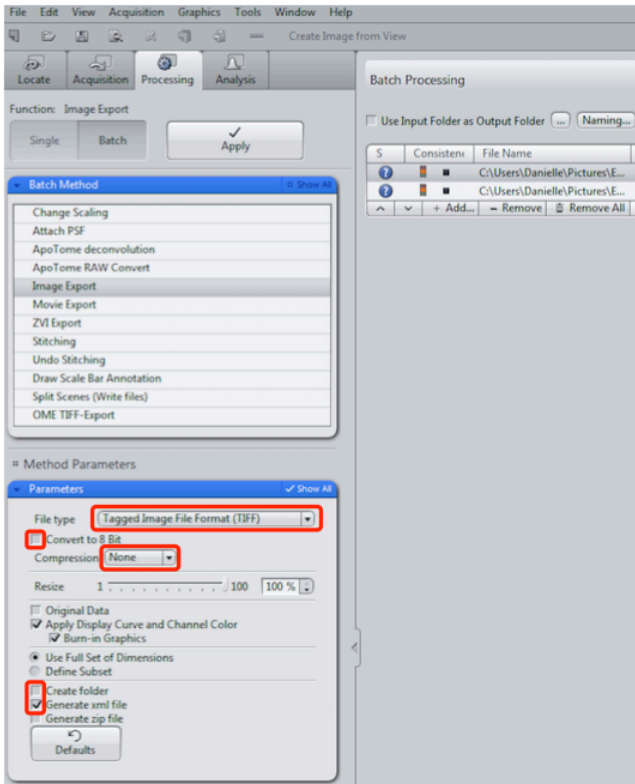 File Edit View Acquisition Graphics Tools Window Help
Create Image from View
Locate Acquisition Processing Analysis
Function: Image Export
Single Batch Apply
Batch Method Show All
Change Scaling
Attach PSF
ApoTome deconvolution
ApoTome RAW Convert
Image Export
Movie Export
ZVI Export
Stitching
Undo Stitching
Draw Scale Bar Annotation
Split Scenes (Write files)
OME TIFF-Export
Method Parameters
Parameters Show All
File type Tagged Image File Format (TIFF)
Convert to 8 Bit
Compression None
Resize 1 100 100 %
Original Data
Apply Display Curve and Channel Color
Burn-in Graphics
Use Full Set of Dimensions
Define Subset
Create folder
Generate xml file
Generate zip file
Defaults
Batch Processing
Use Input Folder as Output Folder ... Naming...
S Consisten File Name
C:\Users\Danielle\Pictures\E...
C:\Users\Danielle\Pictures\E...
+ Add... − Remove Remove All